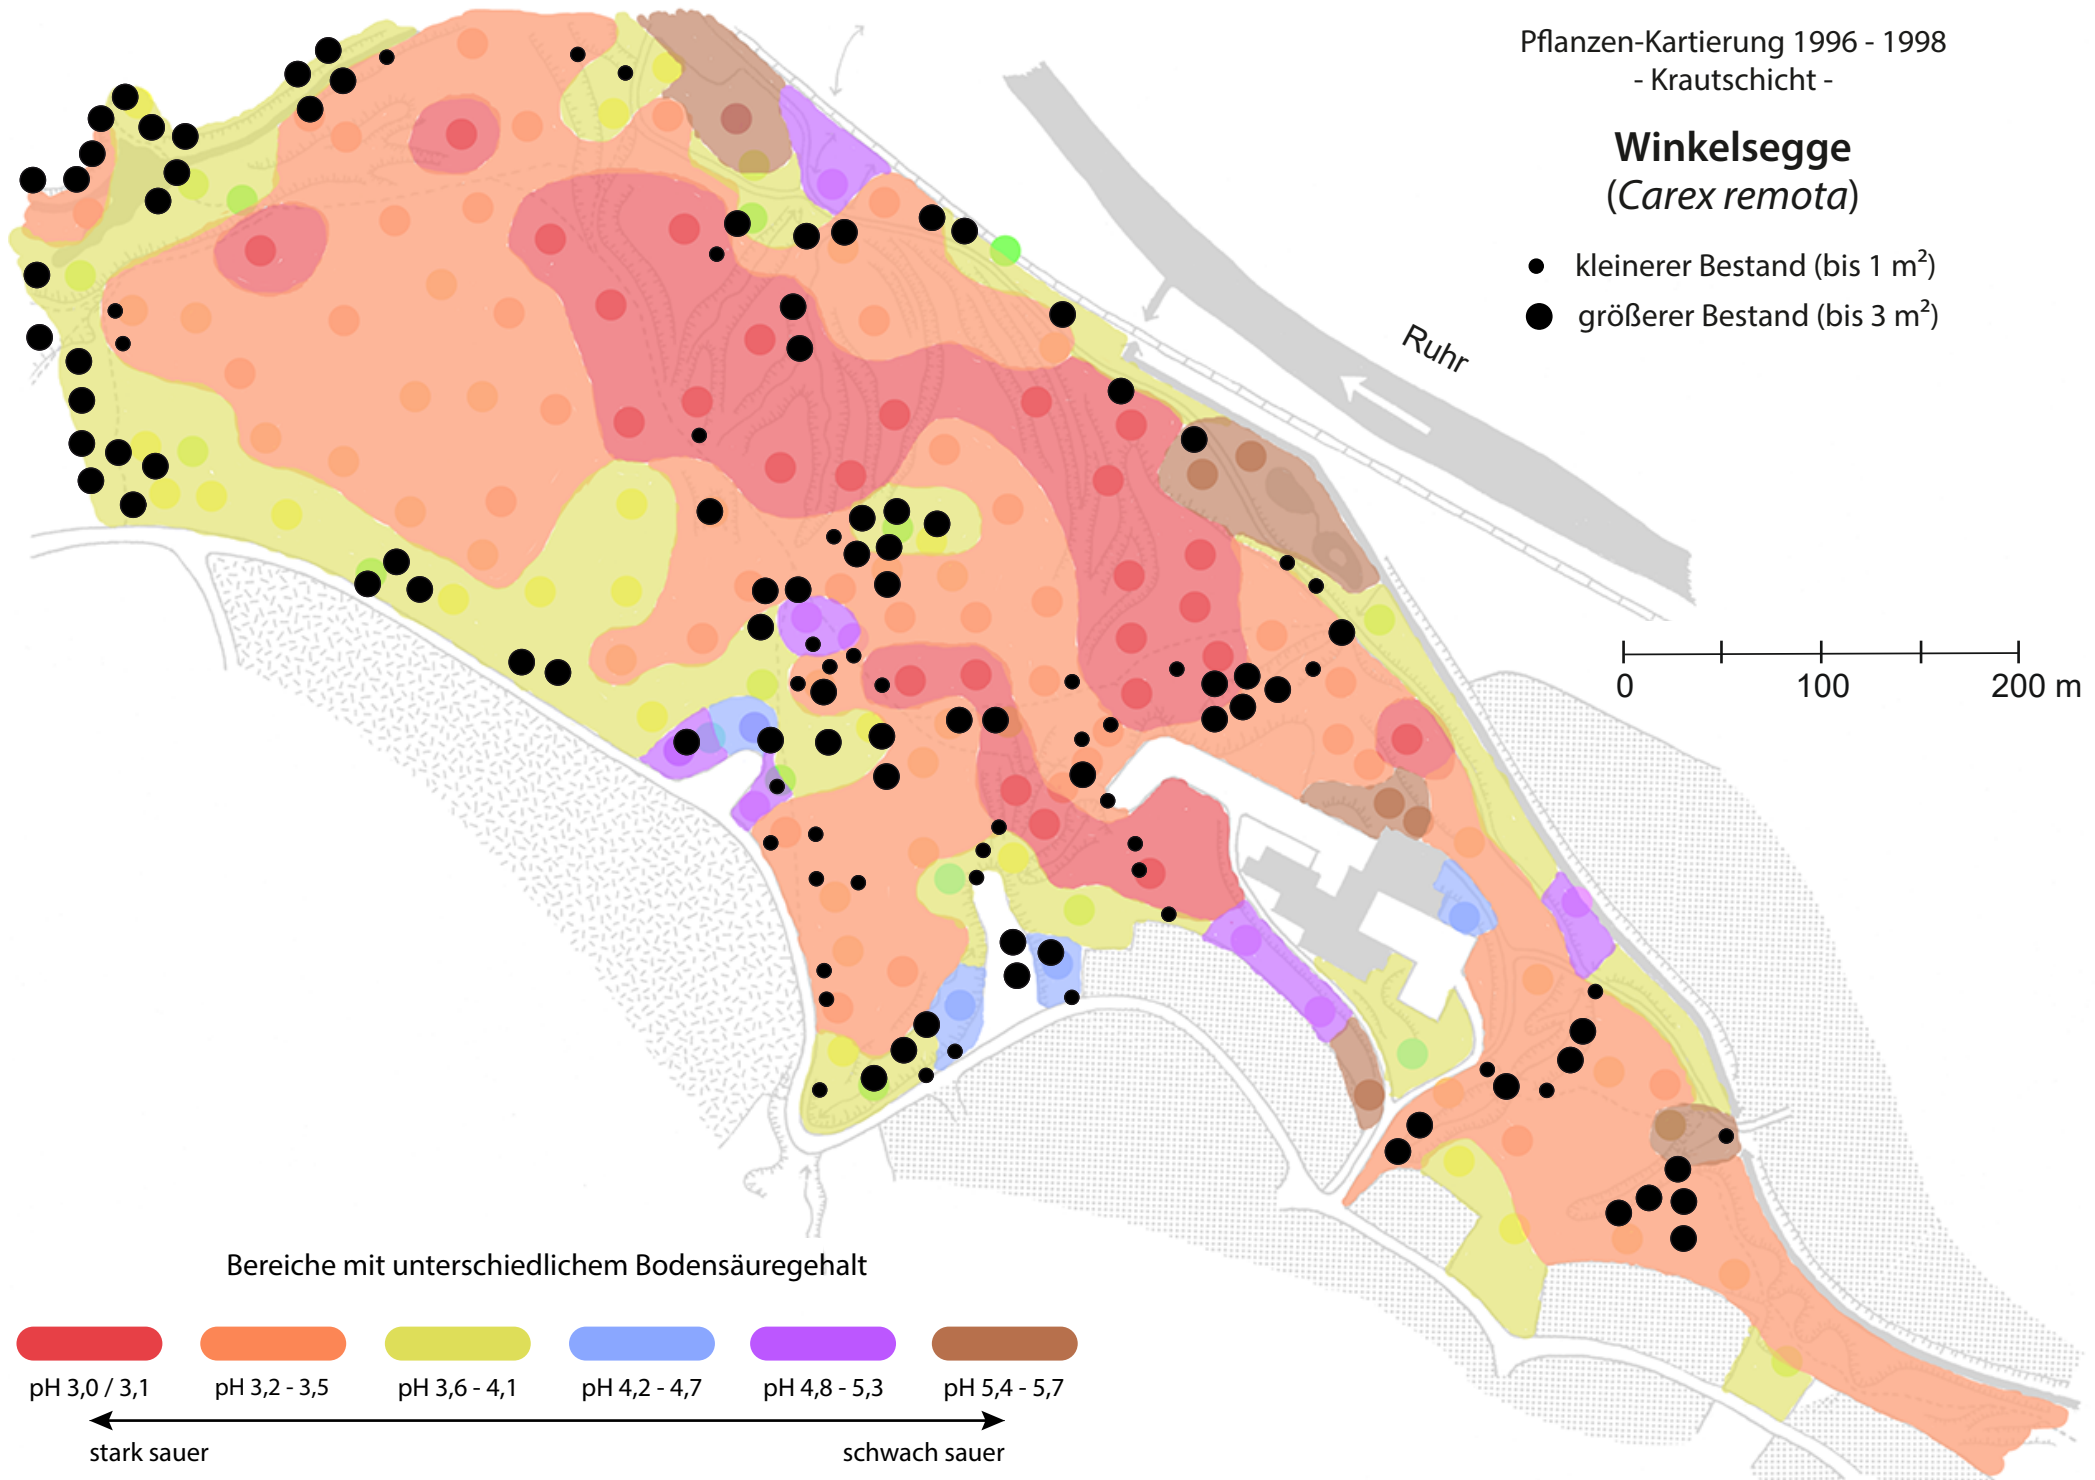 Pflanzen-Kartierung 1996 - 1998
- Krautschicht -
Winkelsegge
(Carex remota)
kleinerer Bestand (bis 1 m²)
größerer Bestand (bis 3 m²)
Ruhr
0 100 200 m
Bereiche mit unterschiedlichem Bodensäuregehalt
pH 3,0 / 3,1 pH 3,2 - 3,5 pH 3,6 - 4,1 pH 4,2 - 4,7 pH 4,8 - 5,3 pH 5,4 - 5,7
stark sauer schwach sauer